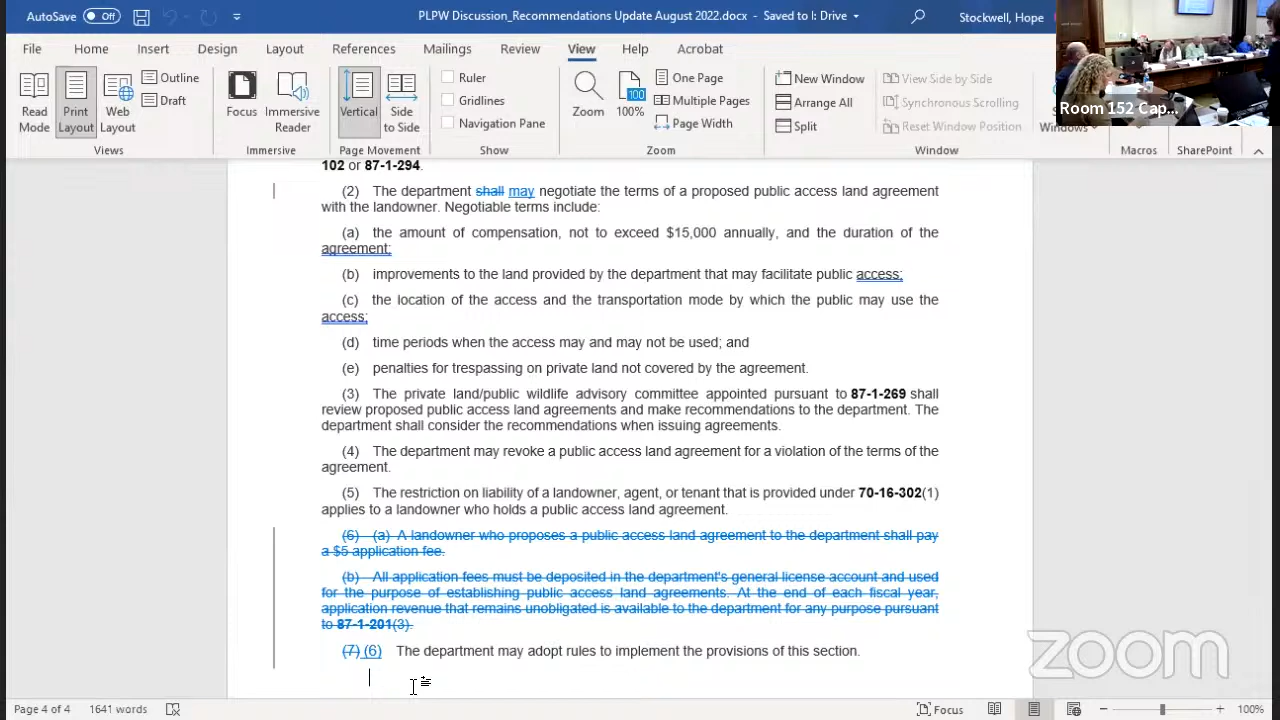 AutoSave Off PLPW Discussion_Recommendations Update August 2022.docx - Saved to I: Drive Stockwell, Hope
File Home Insert Design Layout References Mailings Review View Help Acrobat
Read Mode
Print Layout
Web Layout
Outline
Draft
Views
Focus
Immersive Reader
Immersive
Vertical
Side to Side
Page Movement
Ruler
Gridlines
Navigation Pane
Show
Zoom
100
100%
One Page
Multiple Pages
Page Width
Zoom
New Window
Arrange All
Split
View Side by Side
Synchronous Scrolling
Reset Window Position
Windows
Window
Macros
SharePoint
Room 152 Cap...
102 or 87-1-294.
(2) The department shall may negotiate the terms of a proposed public access land agreement
with the landowner. Negotiable terms include:
(a) the amount of compensation, not to exceed $15,000 annually, and the duration of the
agreement;
(b) improvements to the land provided by the department that may facilitate public access;
(c) the location of the access and the transportation mode by which the public may use the
access;
(d) time periods when the access may and may not be used; and
(e) penalties for trespassing on private land not covered by the agreement.
(3) The private land/public wildlife advisory committee appointed pursuant to 87-1-269 shall
review proposed public access land agreements and make recommendations to the department. The
department shall consider the recommendations when issuing agreements.
(4) The department may revoke a public access land agreement for a violation of the terms of the
agreement.
(5) The restriction on liability of a landowner, agent, or tenant that is provided under 70-16-302(1)
applies to a landowner who holds a public access land agreement.
(6) (a) A landowner who proposes a public access land agreement to the department shall pay
a $5 application fee.
(b) All application fees must be deposited in the department's general license account and used
for the purpose of establishing public access land agreements. At the end of each fiscal year,
application revenue that remains unobligated is available to the department for any purpose pursuant
to 87-1-201(3).
(7) (6) The department may adopt rules to implement the provisions of this section.
zoom
Page 4 of 4 1641 words Focus 100%